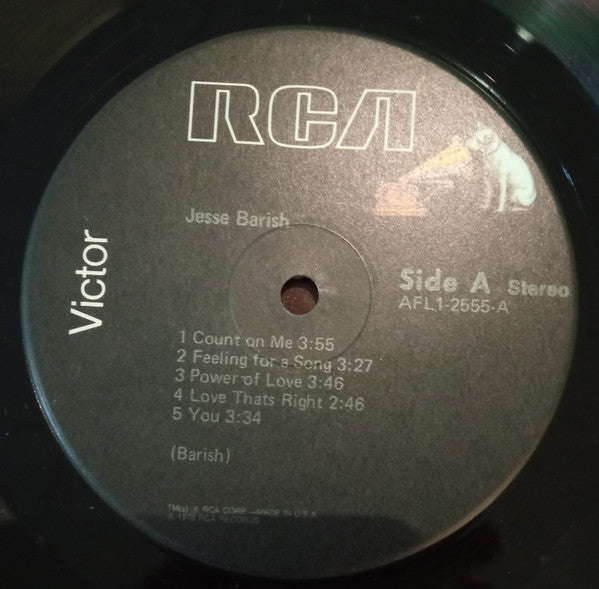 RCA
Jesse Barish
Victor
Side A Stereo
AFL1-2555-A
1 Count on Me 3:55
2 Feeling for a Song 3:27
3 Power of Love 3:46
4 Love Thats Right 2:46
5 You 3:34
(Barish)
TM(s) ® RCA CORP.—MADE IN U.S.A.
℗ 1978 RCA RECORDS